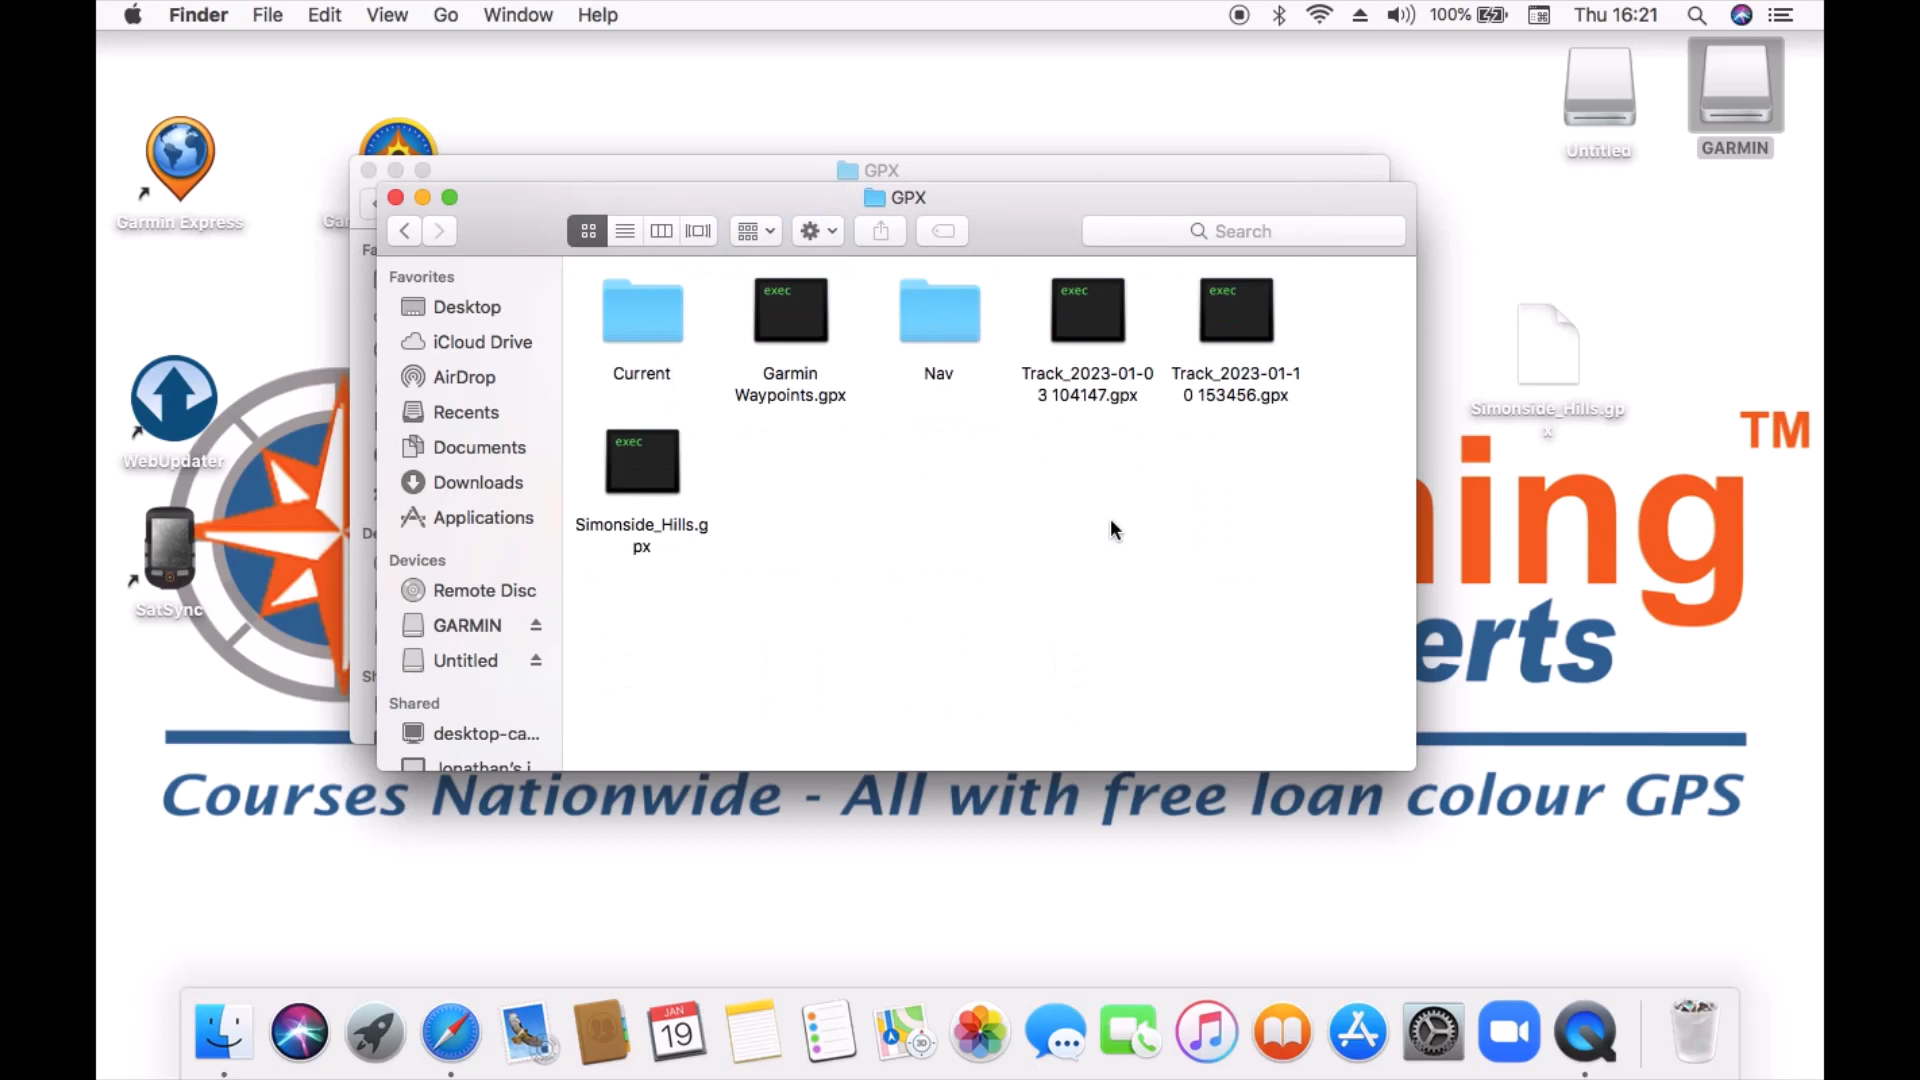 Finder File Edit View Go Window Help 100% Thu 16:21
Untitled
GARMIN
Garmin Express
GPX
GPX
Search
Favorites
Desktop
iCloud Drive
AirDrop
Recents
Documents
Downloads
Applications
Devices
Remote Disc
GARMIN
Untitled
Shared
desktop-ca...
Jonathan's i
exec
exec
exec
Current
Garmin
Waypoints.gpx
Nav
Track_2023-01-0
3 104147.gpx
Track_2023-01-1
0 153456.gpx
exec
Simonside_Hills.g
px
Simonside_Hills.gp
x
WebUpdater
SatSync
TM
ning
erts
Courses Nationwide - All with free loan colour GPS
JAN
19
3D